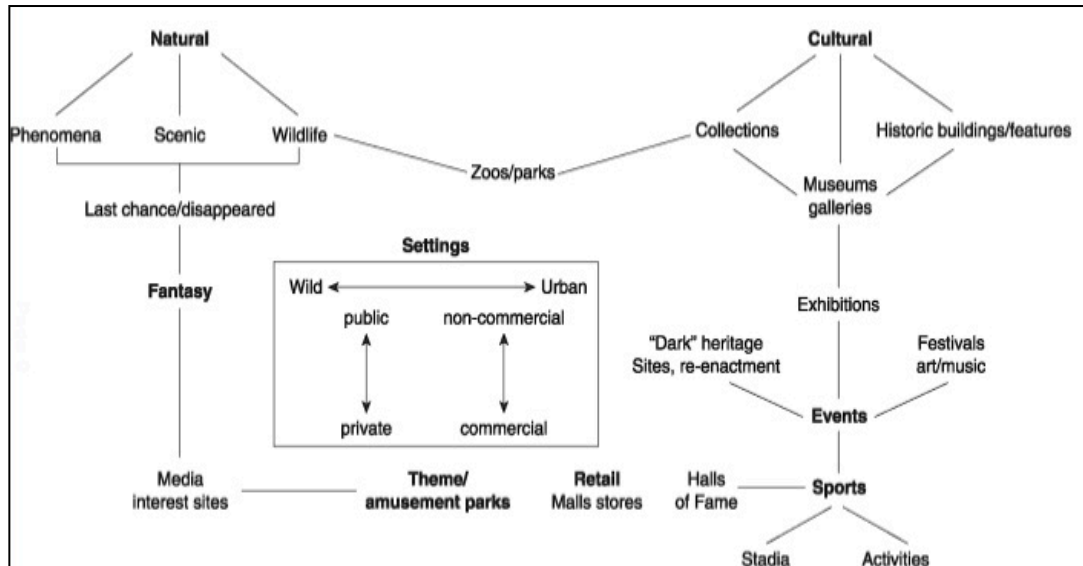 Natural
Cultural
Phenomena
Scenic
Wildlife
Collections
Historic buildings/features
Zoos/parks
Museums
galleries
Last chance/disappeared
Settings
Fantasy
Wild
Urban
Exhibitions
public
non-commercial
"Dark" heritage
Sites, re-enactment
Festivals
art/music
Events
private
commercial
Media
interest sites
Theme/
amusement parks
Retail
Malls stores
Halls
of Fame
Sports
Stadia
Activities